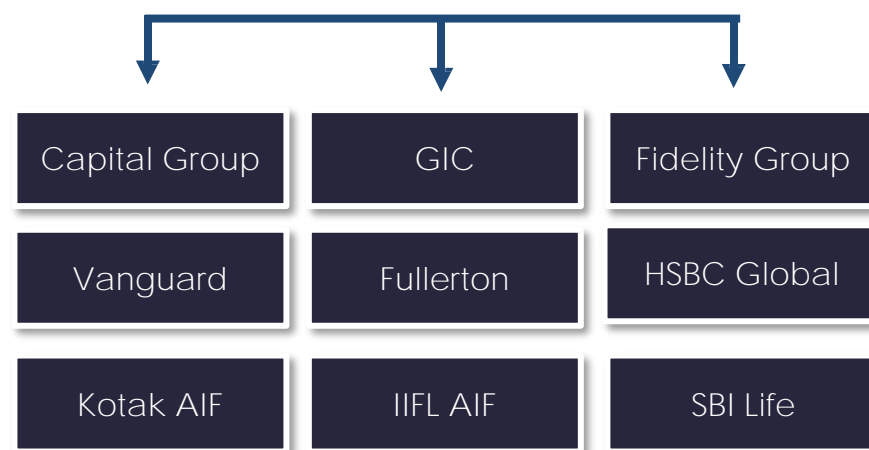 Capital Group
GIC
Fidelity Group
Vanguard
Fullerton
HSBC Global
Kotak AIF
IIFL AIF
SBI Life